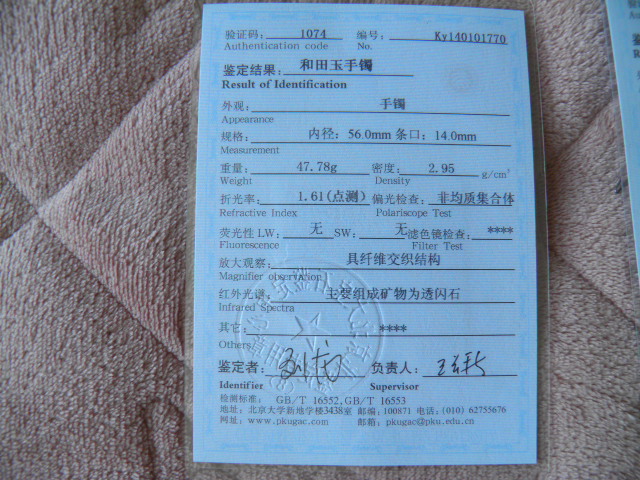 验证码: 1074 编号: Ky140101770
Authentication code No.
鉴定结果: 和田玉手镯
Result of Identification
外观: 手镯
Appearance
规格: 内径: 56.0mm 条口: 14.0mm
Measurement
重量: 47.78g 密度: 2.95 g/cm³
Weight Density
折光率: 1.61(点测) 偏光检查: 非均质集合体
Refractive Index Polariscope Test
荧光性 LW: 无 SW: 无 滤色镜检查: ****
Fluorescence Filter Test
放大观察: 具纤维交织结构
Magnifier observation
红外光谱: 主要组成矿物为透闪石
Infrared Spectra
其它: ****
Others
鉴定者: 负责人:
Identifier Supervisor
检测标准: GB/T 16552,GB/T 16553
地址: 北京大学新地学楼3438室 邮编: 100871 电话: (010) 62755676
网址: www.pkugac.com 邮箱: pkugac@pku.edu.cn